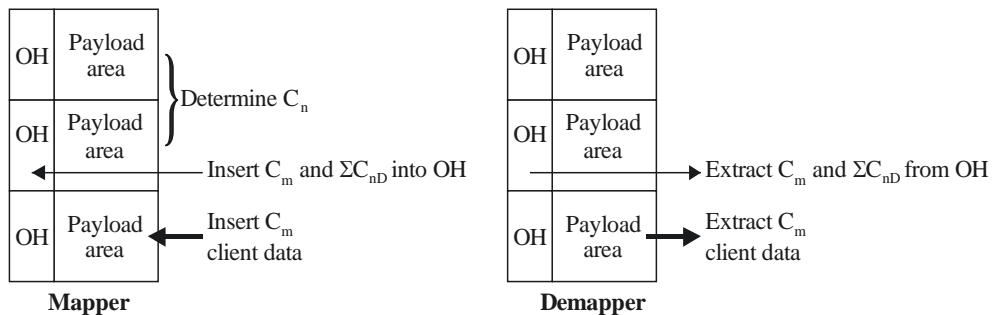 OH
Payload
area
Determine C_n
OH
Payload
area
Insert C_m and ΣC_nD into OH
OH
Payload
area
Insert C_m
client data
Mapper
OH
Payload
area
OH
Payload
area
Extract C_m and ΣC_nD from OH
OH
Payload
area
Extract C_m
client data
Demapper